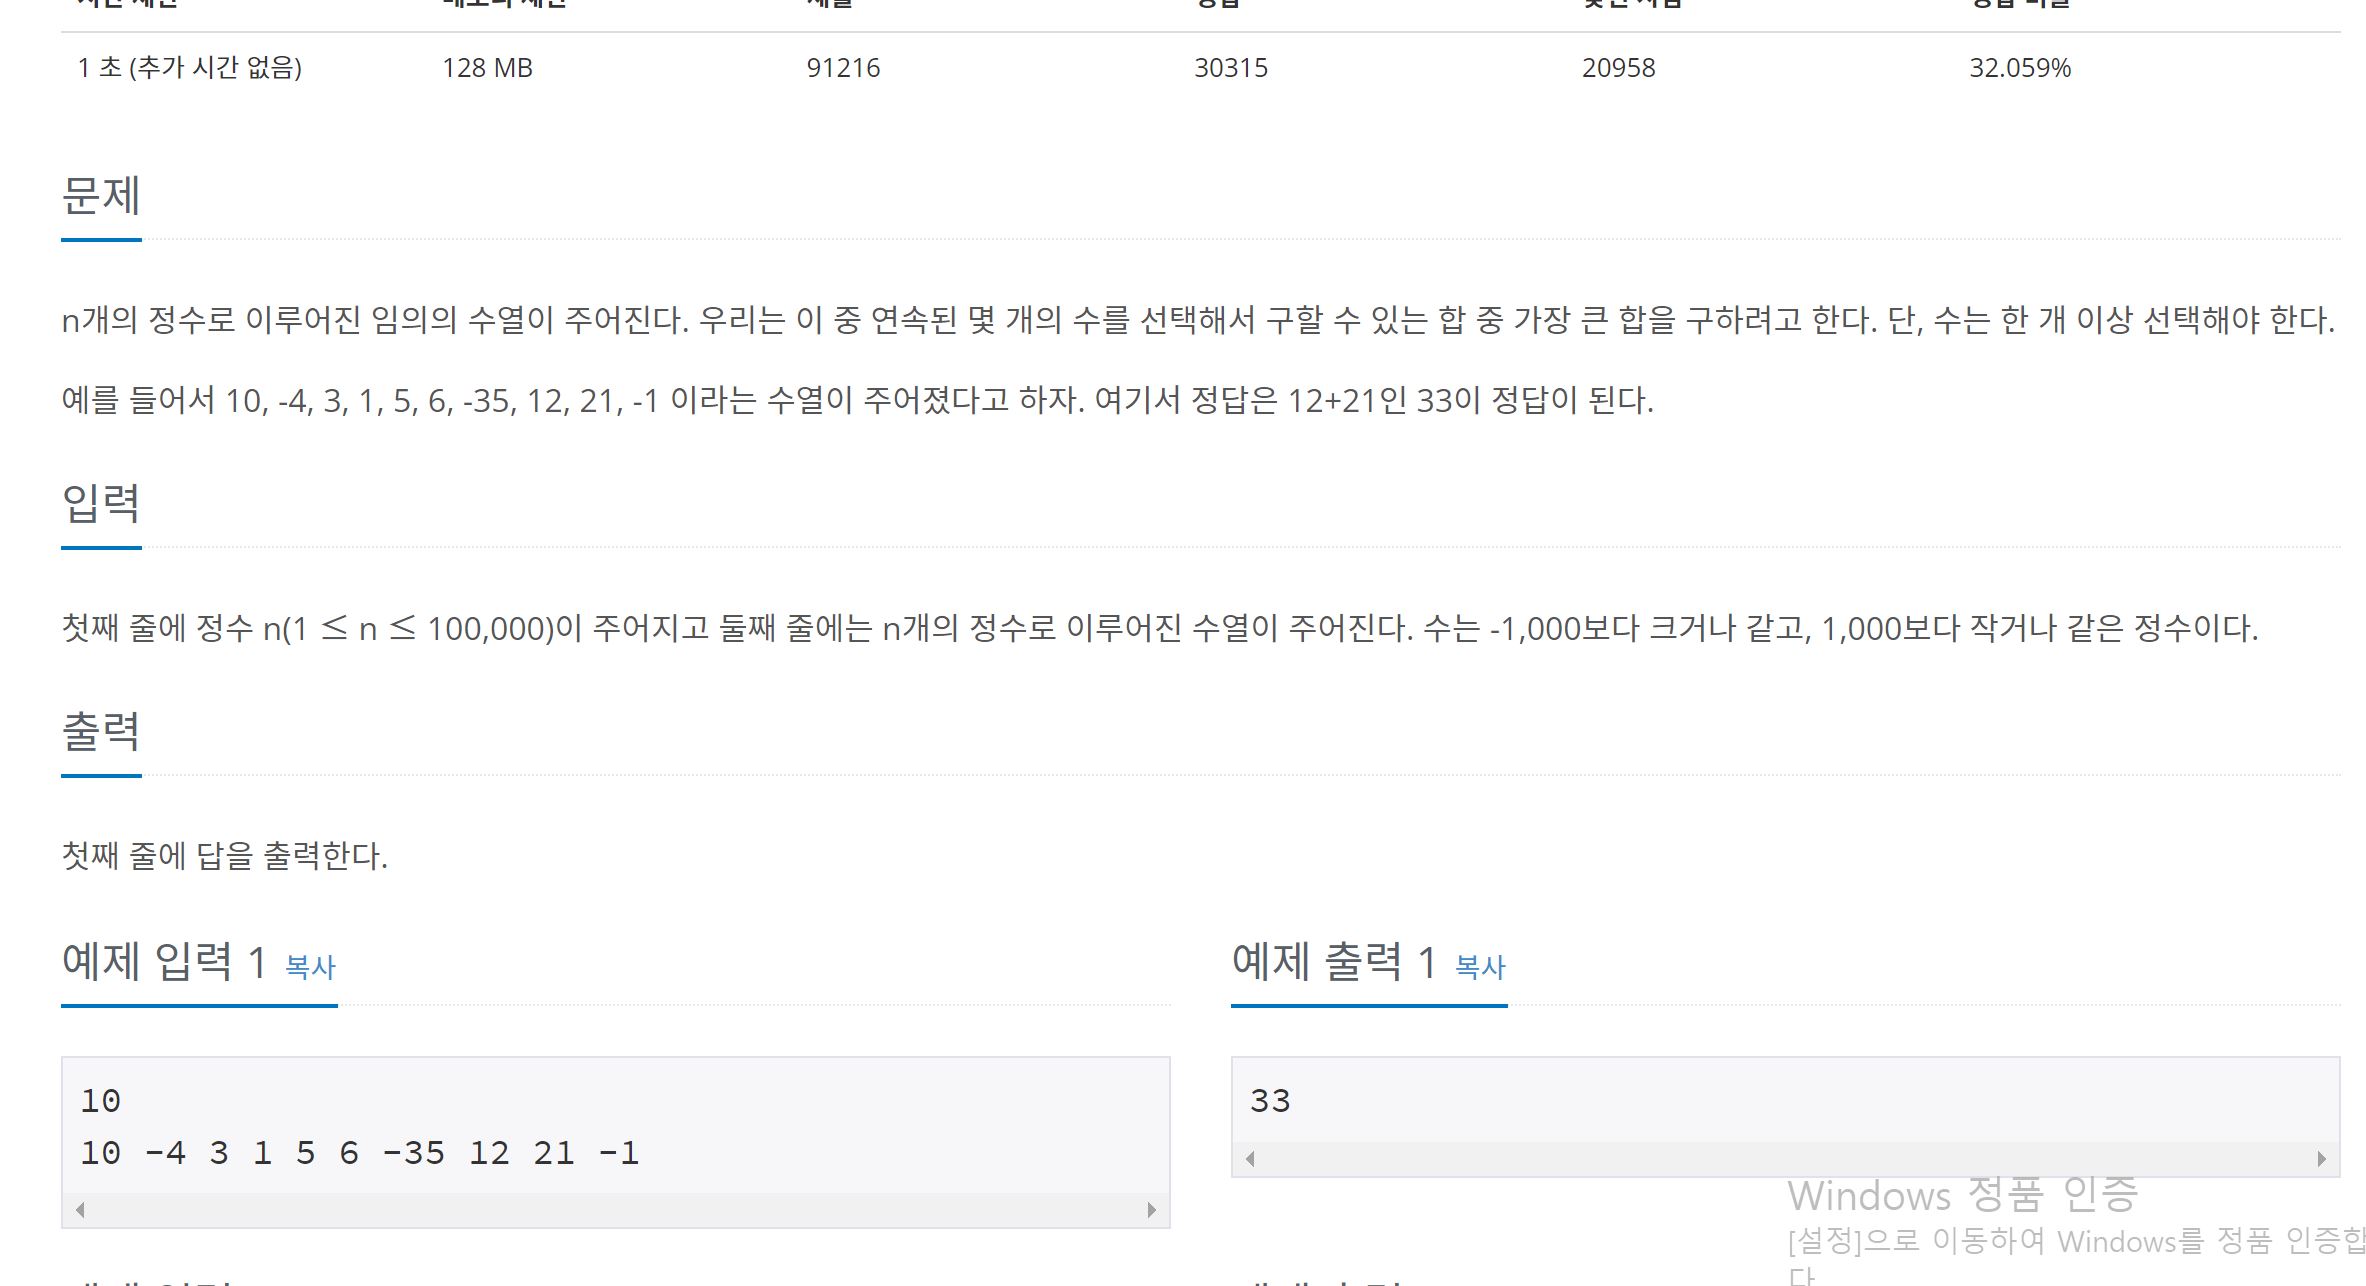 1 초 (추가 시간 없음) 128 MB 91216 30315 20958 32.059%
문제
n개의 정수로 이루어진 임의의 수열이 주어진다. 우리는 이 중 연속된 몇 개의 수를 선택해서 구할 수 있는 합 중 가장 큰 합을 구하려고 한다. 단, 수는 한 개 이상 선택해야 한다.
예를 들어서 10, -4, 3, 1, 5, 6, -35, 12, 21, -1 이라는 수열이 주어졌다고 하자. 여기서 정답은 12+21인 33이 정답이 된다.
입력
첫째 줄에 정수 n(1 ≤ n ≤ 100,000)이 주어지고 둘째 줄에는 n개의 정수로 이루어진 수열이 주어진다. 수는 -1,000보다 크거나 같고, 1,000보다 작거나 같은 정수이다.
출력
첫째 줄에 답을 출력한다.
예제 입력 1 복사
10
10 -4 3 1 5 6 -35 12 21 -1
예제 출력 1 복사
33
Windows 정품 인증
[설정]으로 이동하여 Windows를 정품 인증합
다